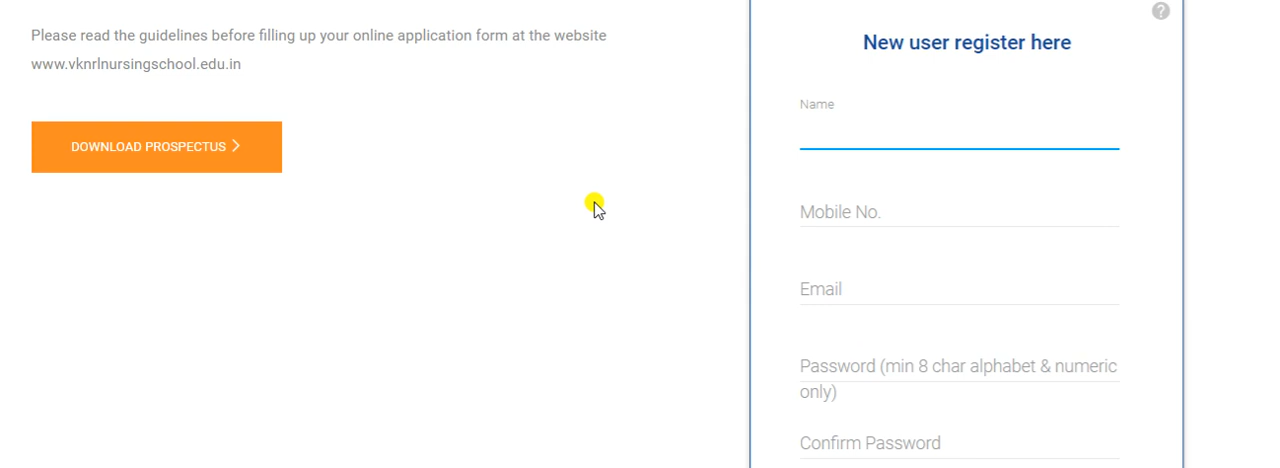 Please read the guidelines before filling up your online application form at the website
www.vknrlnursingschool.edu.in
DOWNLOAD PROSPECTUS >
?
New user register here
Name
Mobile No.
Email
Password (min 8 char alphabet & numeric
only)
Confirm Password